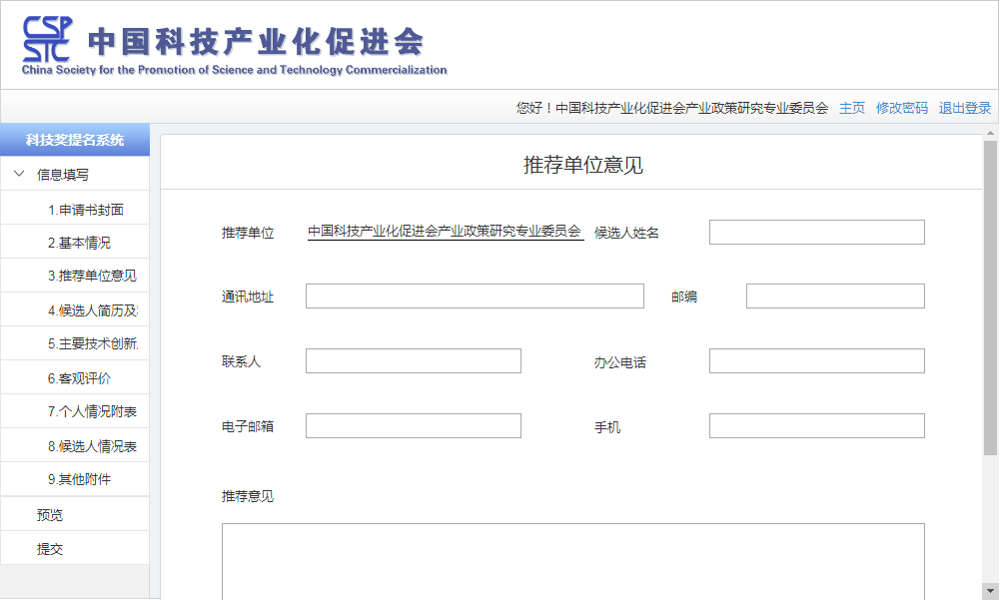 CSP
STC
中国科技产业化促进会
China Society for the Promotion of Science and Technology Commercialization
您好！中国科技产业化促进会产业政策研究专业委员会 主页 修改密码 退出登录
科技奖提名系统
信息填写
1.申请书封面
2.基本情况
3.推荐单位意见
4.候选人简历及
5.主要技术创新
6.客观评价
7.个人情况附表
8.候选人情况表
9.其他附件
预览
提交
推荐单位意见
推荐单位 中国科技产业化促进会产业政策研究专业委员会 候选人姓名
通讯地址 邮编
联系人 办公电话
电子邮箱 手机
推荐意见